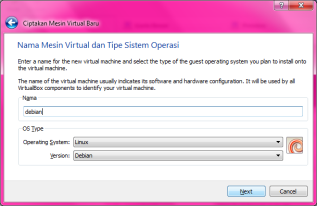 Ciptakan Mesin Virtual Baru
Nama Mesin Virtual dan Tipe Sistem Operasi
Enter a name for the new virtual machine and select the type of the guest operating system you plan to install onto
the virtual machine.
The name of the virtual machine usually indicates its software and hardware configuration. It will be used by all
VirtualBox components to identify your virtual machine.
Nama
debian
OS Type
Operating System: Linux
Version: Debian
Next Cancel